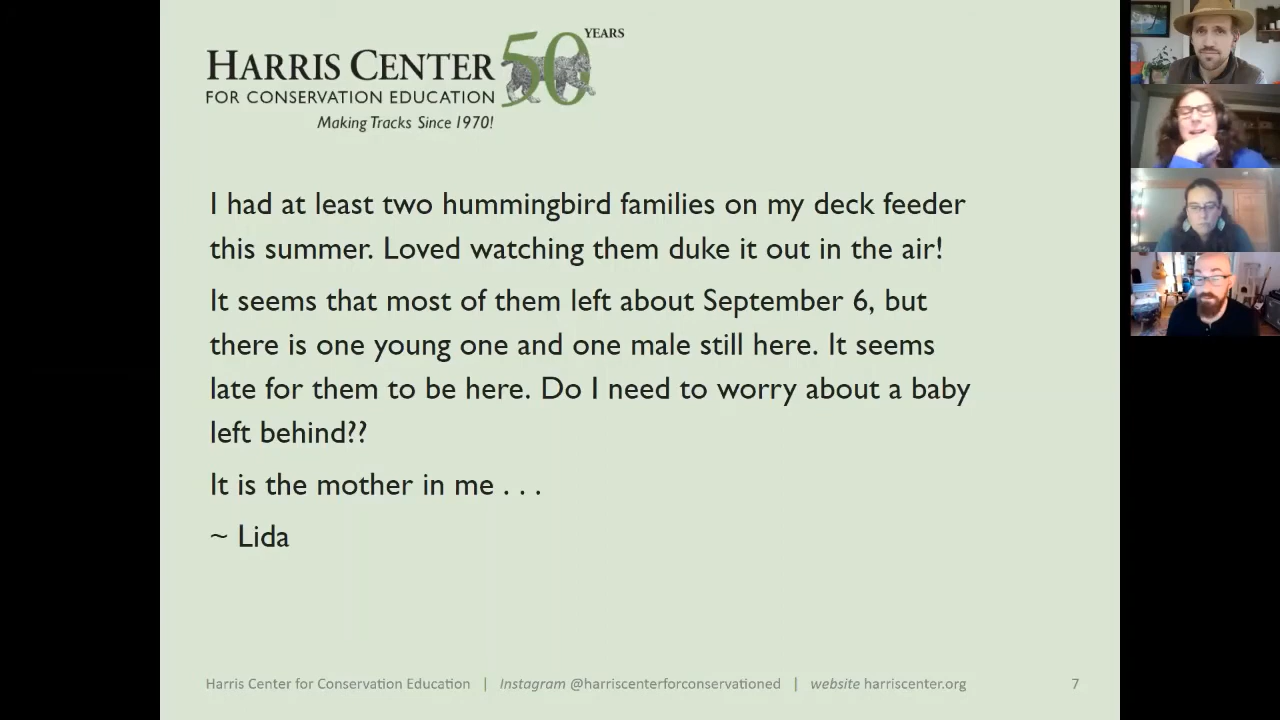 HARRIS CENTER 50 YEARS
FOR CONSERVATION EDUCATION
Making Tracks Since 1970!
I had at least two hummingbird families on my deck feeder
this summer. Loved watching them duke it out in the air!
It seems that most of them left about September 6, but
there is one young one and one male still here. It seems
late for them to be here. Do I need to worry about a baby
left behind??
It is the mother in me . . .
~ Lida
Harris Center for Conservation Education | Instagram @harriscenterforconservationed | website harriscenter.org 7